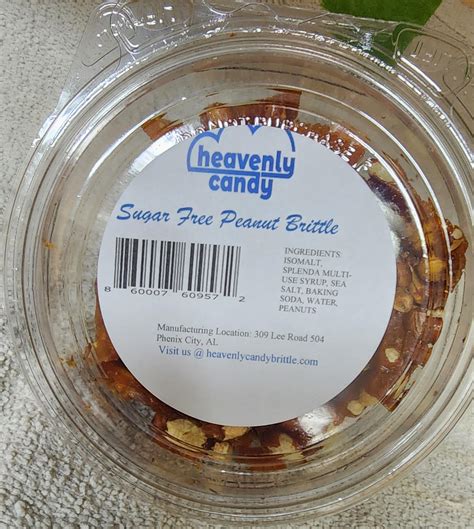 heavenly
candy
Sugar Free Peanut Brittle
INGREDIENTS:
ISOMALT,
SPLENDA MULTI-
USE SYRUP, SEA
SALT, BAKING
SODA, WATER,
PEANUTS
8 60007 60957 2
Manufacturing Location: 309 Lee Road 504
Phenix City, AL
Visit us @ heavenlycandybrittle.com